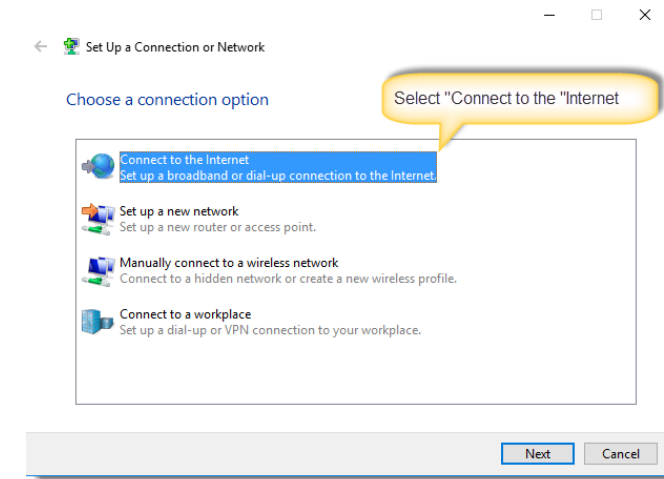 Set Up a Connection or Network
Choose a connection option
Select "Connect to the "Internet
Connect to the Internet
Set up a broadband or dial-up connection to the Internet.
Set up a new network
Set up a new router or access point.
Manually connect to a wireless network
Connect to a hidden network or create a new wireless profile.
Connect to a workplace
Set up a dial-up or VPN connection to your workplace.
Next
Cancel